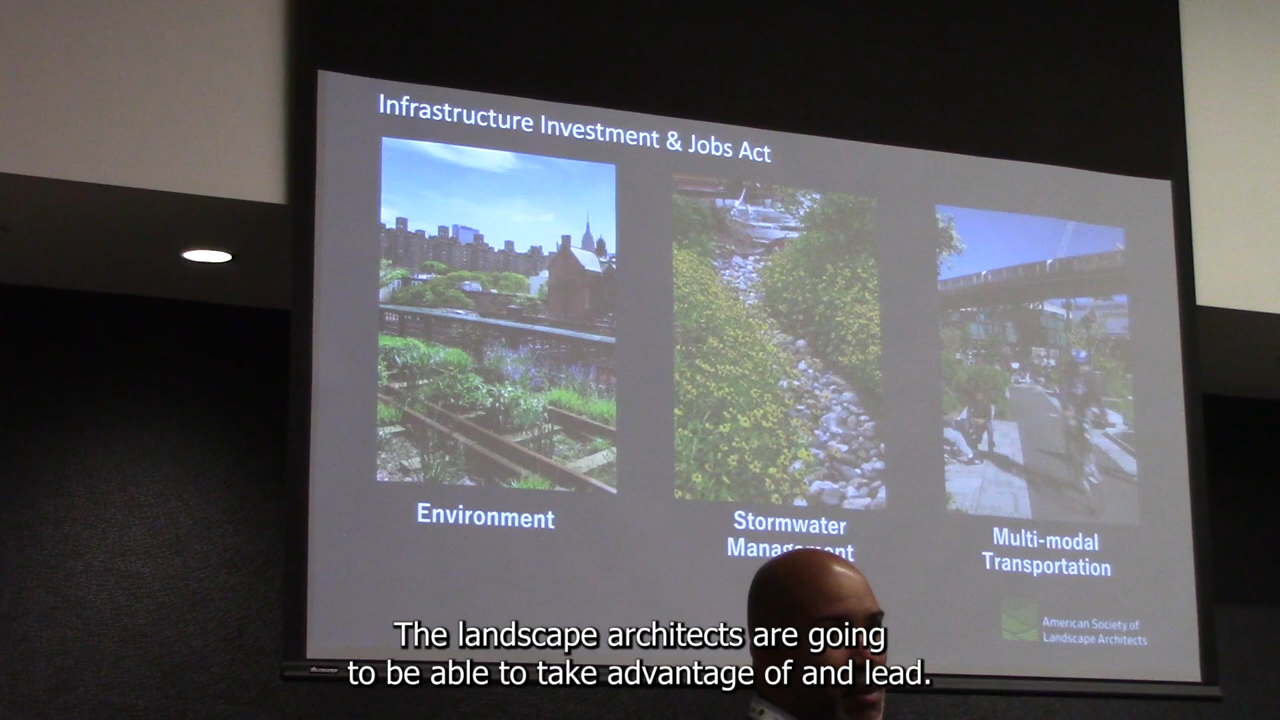 Infrastructure Investment & Jobs Act
Environment
Stormwater
Management
Multi-modal
Transportation
American Society of
Landscape Architects
The landscape architects are going
to be able to take advantage of and lead.